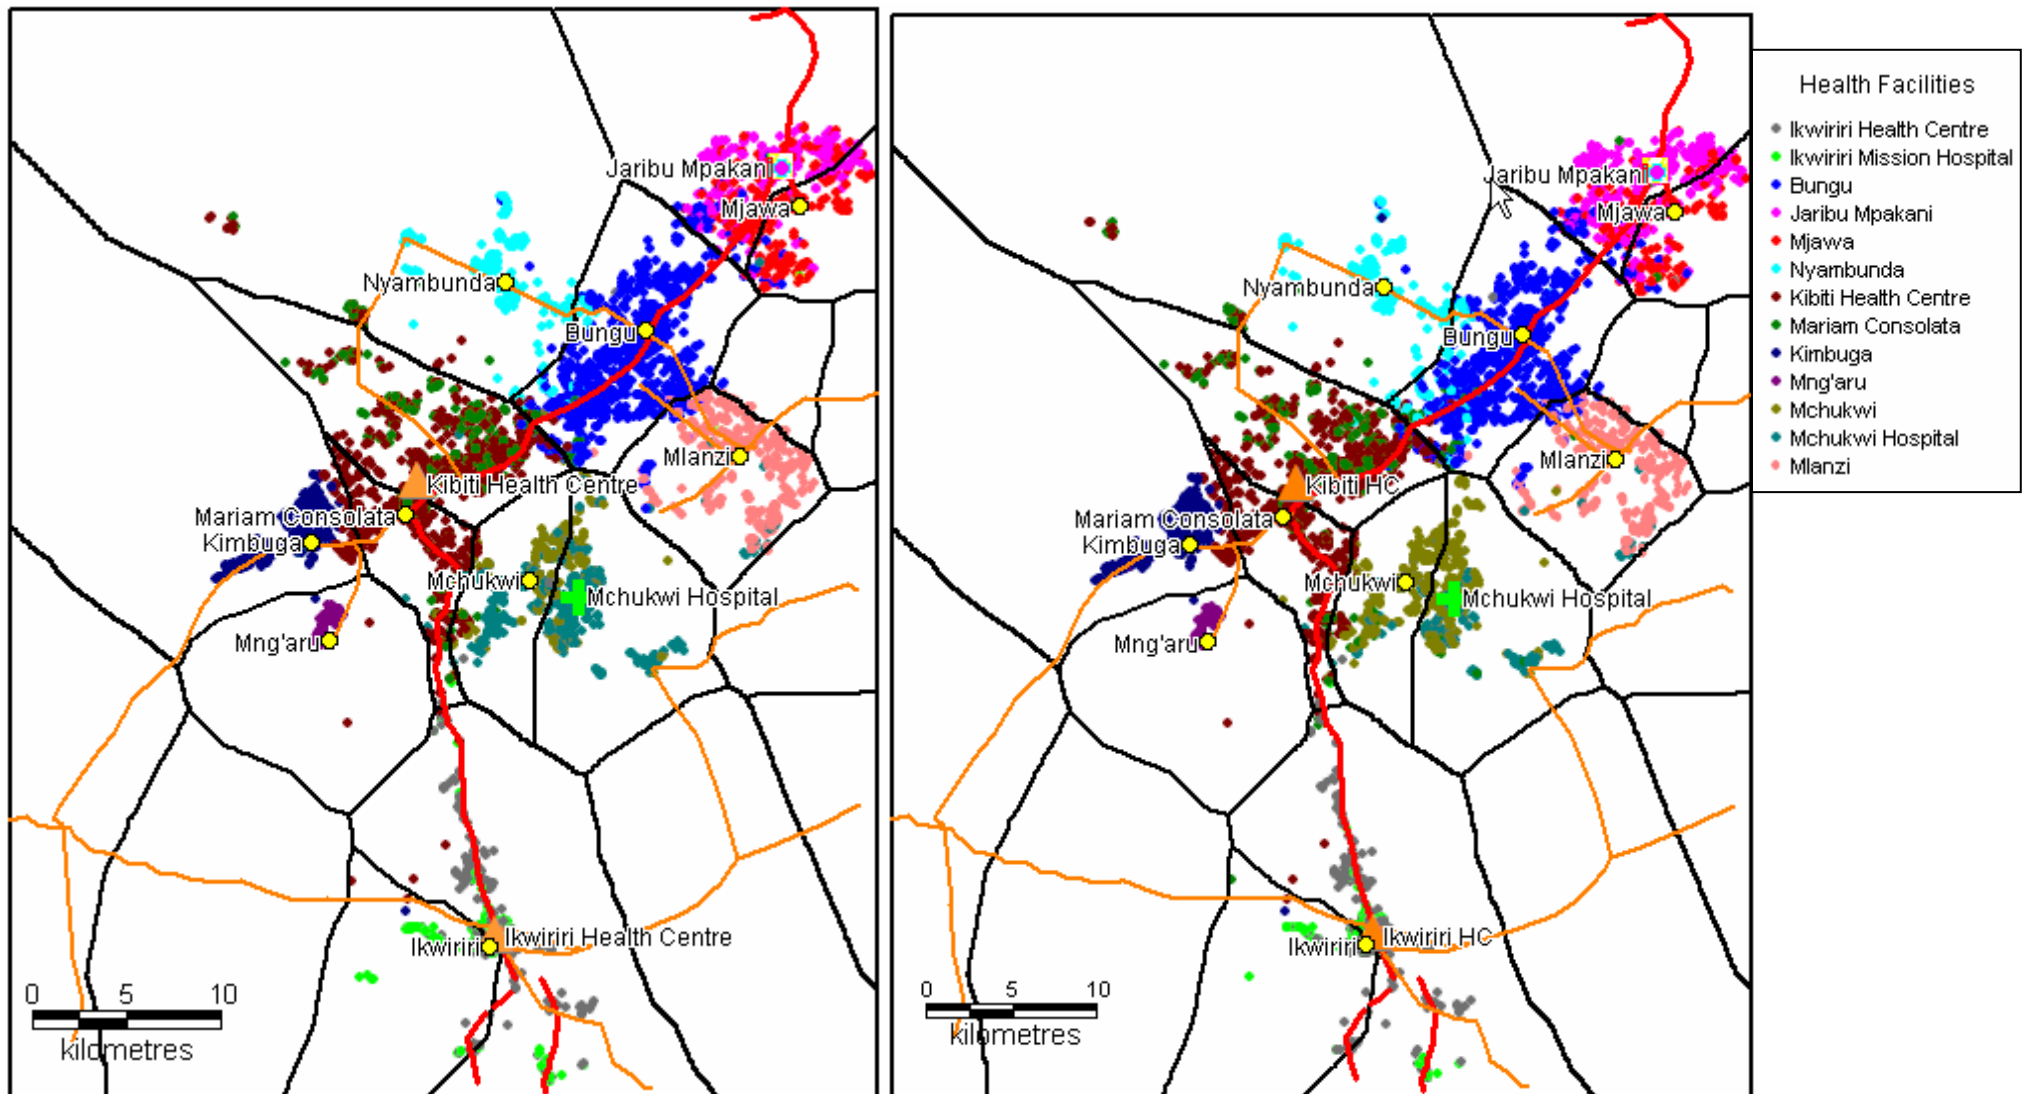 Jaribu Mpakani
Mjawa
Nyambunda
Bungu
Mlanzi
Kibiti Health Centre
Mariam Consolata
Kimbuga
Mchukwi
Mchukwi Hospital
Mng'aru
Ikwiriri Health Centre
Ikwiriri
0 5 10
kilometres
Jaribu Mpakani
Mjawa
Nyambunda
Bungu
Mlanzi
Kibiti HC
Mariam Consolata
Kimbuga
Mchukwi
Mchukwi Hospital
Mng'aru
Ikwiriri HC
Ikwiriri
0 5 10
kilometres
Health Facilities
Ikwiriri Health Centre
Ikwiriri Mission Hospital
Bungu
Jaribu Mpakani
Mjawa
Nyambunda
Kibiti Health Centre
Mariam Consolata
Kimbuga
Mng'aru
Mchukwi
Mchukwi Hospital
Mlanzi